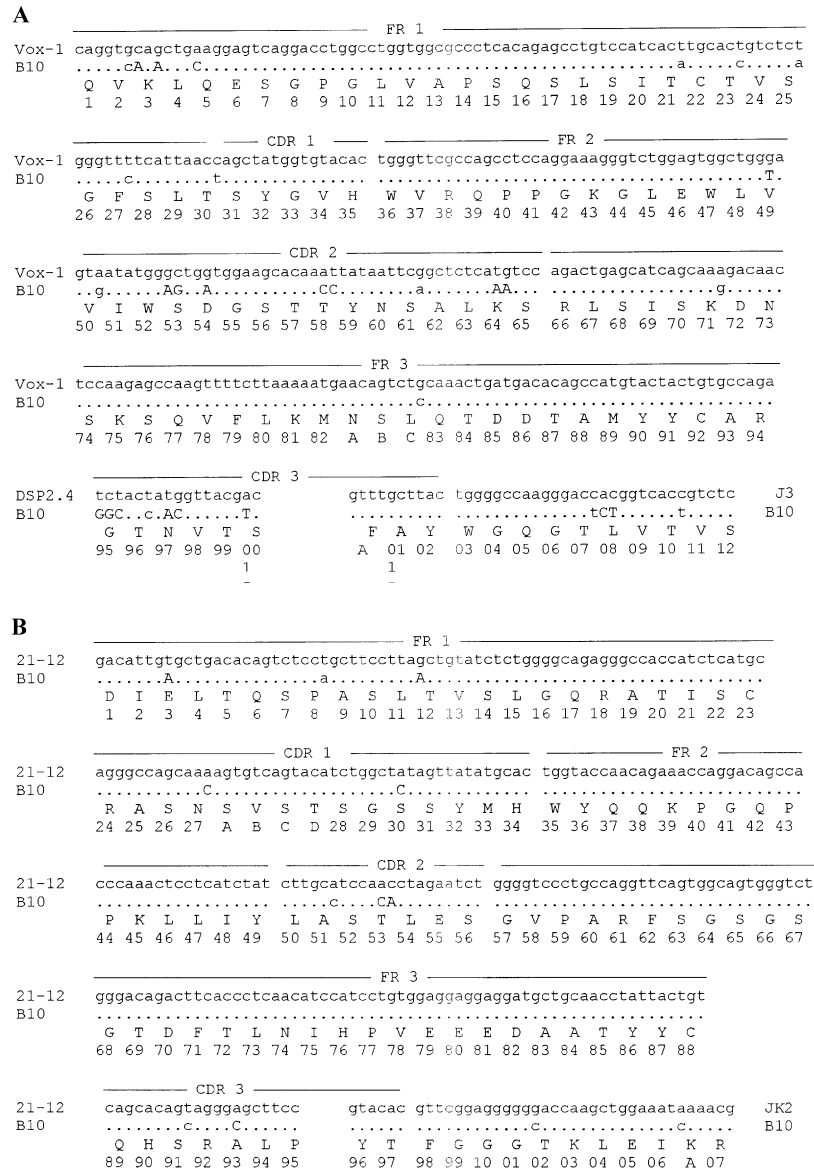 A
FR 1
Vox-1 caggtgcagctgaaggagtcaggacctggcctggtggcgccctcacagagcctgtccatcacttgcactgtctct
B10 .....cA.A...C.................................................a.....c.....a
Q V K L Q E S G P G L V A P S Q S L S I T C T V S
1 2 3 4 5 6 7 8 9 10 11 12 13 14 15 16 17 18 19 20 21 22 23 24 25
CDR 1 FR 2
Vox-1 gggttttcattaaccagctatggtgtacac tgggttcgccagcctccaggaaagggtctggagtggctggga
B10 .....c........t............... ........................................T.
G F S L T S Y G V H W V R Q P P G K G L E W L V
26 27 28 29 30 31 32 33 34 35 36 37 38 39 40 41 42 43 44 45 46 47 48 49
CDR 2
Vox-1 gtaatatgggctggtggaagcacaaattataattcggctctcatgtcc agactgagcatcagcaaagacaac
B10 ..g......AG..A...........CC........a.......AA... .................g......
V I W S D G S T T Y N S A L K S R L S I S K D N
50 51 52 53 54 55 56 57 58 59 60 61 62 63 64 65 66 67 68 69 70 71 72 73
FR 3
Vox-1 tccaagagccaagttttcttaaaaatgaacagtctgcaaactgatgacacagccatgtactactgtgccaga
B10 ...................................c....................................
S K S Q V F L K M N S L Q T D D T A M Y Y C A R
74 75 76 77 78 79 80 81 82 A B C 83 84 85 86 87 88 89 90 91 92 93 94
CDR 3
DSP2.4 tctactatggttacgac gtttgcttac tggggccaagggaccacggtcaccgtctc J3
B10 GGC..c.AC......T. .......... ..............tCT......t..... B10
G T N V T S F A Y W G Q G T L V T V S
95 96 97 98 99 00 A 01 02 03 04 05 06 07 08 09 10 11 12
1 1
B
FR 1
21-12 gacattgtgctgacacagtctcctgcttccttagctgtatctctggggcagagggccaccatctcatgc
B10 .......A...............a.........A...................................
D I E L T Q S P A S L T V S L G Q R A T I S C
1 2 3 4 5 6 7 8 9 10 11 12 13 14 15 16 17 18 19 20 21 22 23
CDR 1 FR 2
21-12 agggccagcaaaagtgtcagtacatctggctatagttatatgcac tggtaccaacagaaaccaggacagcca
B10 ...........C...................C............. ...........................
R A S N S V S T S G S S Y M H W Y Q Q K P G Q P
24 25 26 27 A B C D 28 29 30 31 32 33 34 35 36 37 38 39 40 41 42 43
CDR 2
21-12 cccaaactcctcatctat cttgcatccaacctagaatct ggggtccctgccaggttcagtggcagtgggtct
B10 .................. .....c....CA......... .................................
P K L L I Y L A S T L E S G V P A R F S G S G S
44 45 46 47 48 49 50 51 52 53 54 55 56 57 58 59 60 61 62 63 64 65 66 67
FR 3
21-12 gggacagacttcaccctcaacatccatcctgtggaggaggaggatgctgcaacctattactgt
B10 ...............................................................
G T D F T L N I H P V E E E D A A T Y Y C
68 69 70 71 72 73 74 75 76 77 78 79 80 81 82 83 84 85 86 87 88
CDR 3
21-12 cagcacagtagggagcttcc gtacac gttcggaggggggaccaagctggaaataaaacg JK2
B10 ........c....C...... ...... ............c..............c..... B10
Q H S R A L P Y T F G G G T K L E I K R
89 90 91 92 93 94 95 96 97 98 99 10 01 02 03 04 05 06 A 07